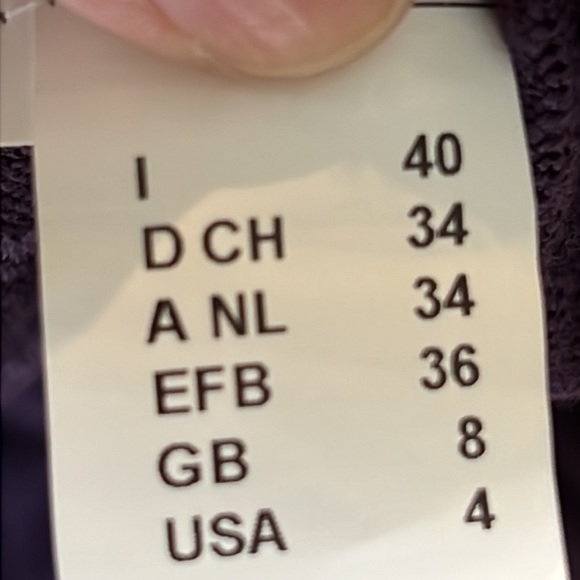 I 40
D CH 34
A NL 34
EFB 36
GB 8
USA 4